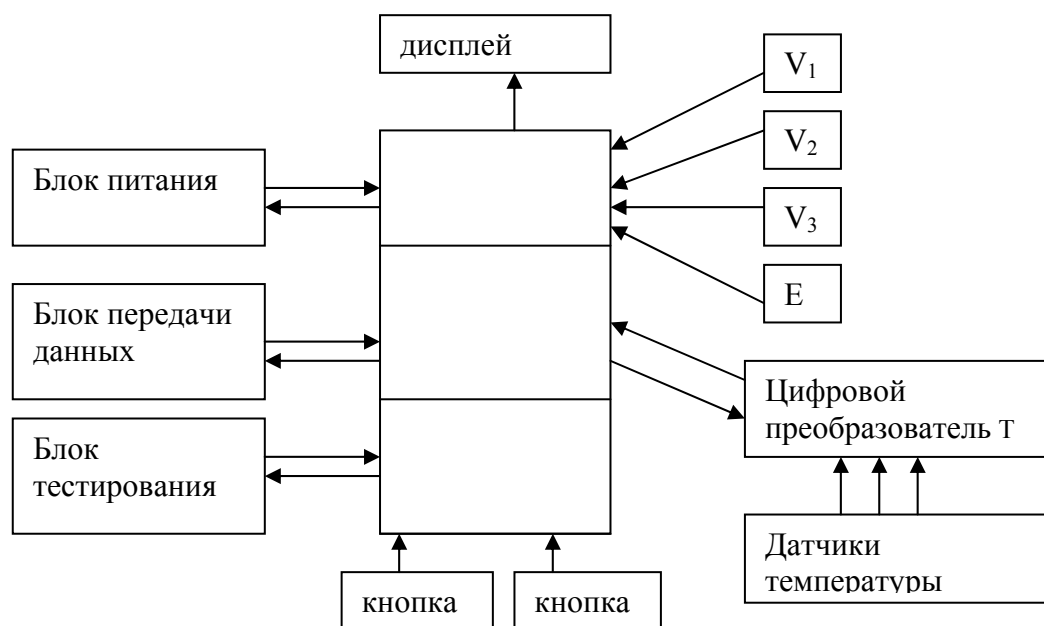 дисплей
V₁
V₂
V₃
E
Блок питания
Блок передачи
данных
Блок
тестирования
Цифровой
преобразователь T
Датчики
температуры
кнопка
кнопка